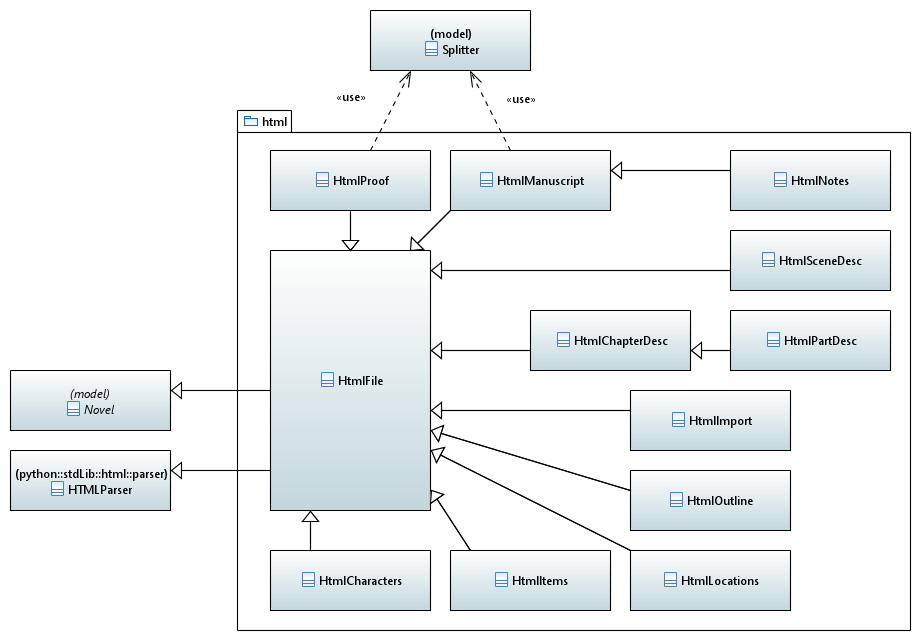 (model)
Splitter
«use»
«use»
html
HtmlProof
HtmlManuscript
HtmlNotes
HtmlSceneDesc
HtmlChapterDesc
HtmlPartDesc
HtmlFile
(model)
Novel
HtmlImport
(python::stdLib::html::parser)
HTMLParser
HtmlOutline
HtmlCharacters
HtmlItems
HtmlLocations